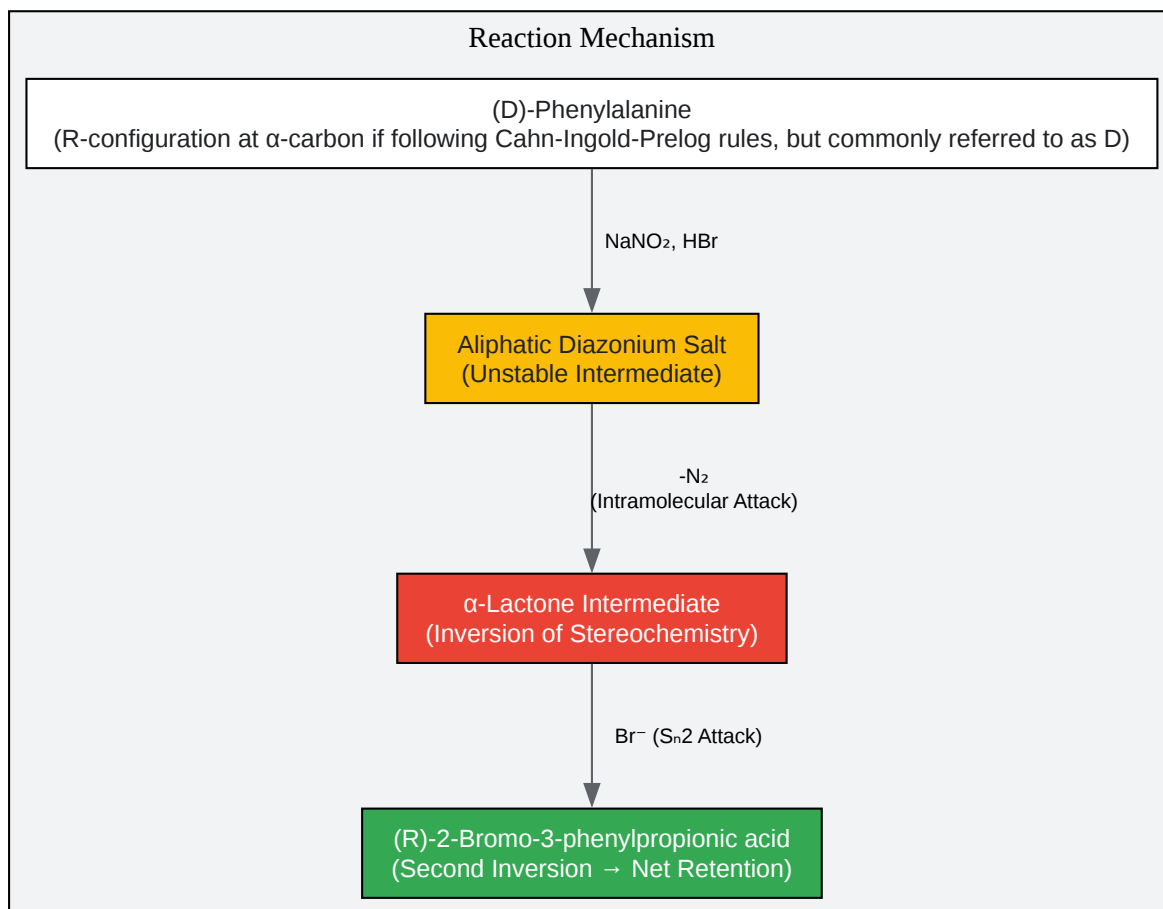 Reaction Mechanism
(D)-Phenylalanine
(R-configuration at α-carbon if following Cahn-Ingold-Prelog rules, but commonly referred to as D)
NaNO₂, HBr
Aliphatic Diazonium Salt
(Unstable Intermediate)
-N₂
(Intramolecular Attack)
α-Lactone Intermediate
(Inversion of Stereochemistry)
Br⁻ (Sₙ2 Attack)
(R)-2-Bromo-3-phenylpropionic acid
(Second Inversion → Net Retention)